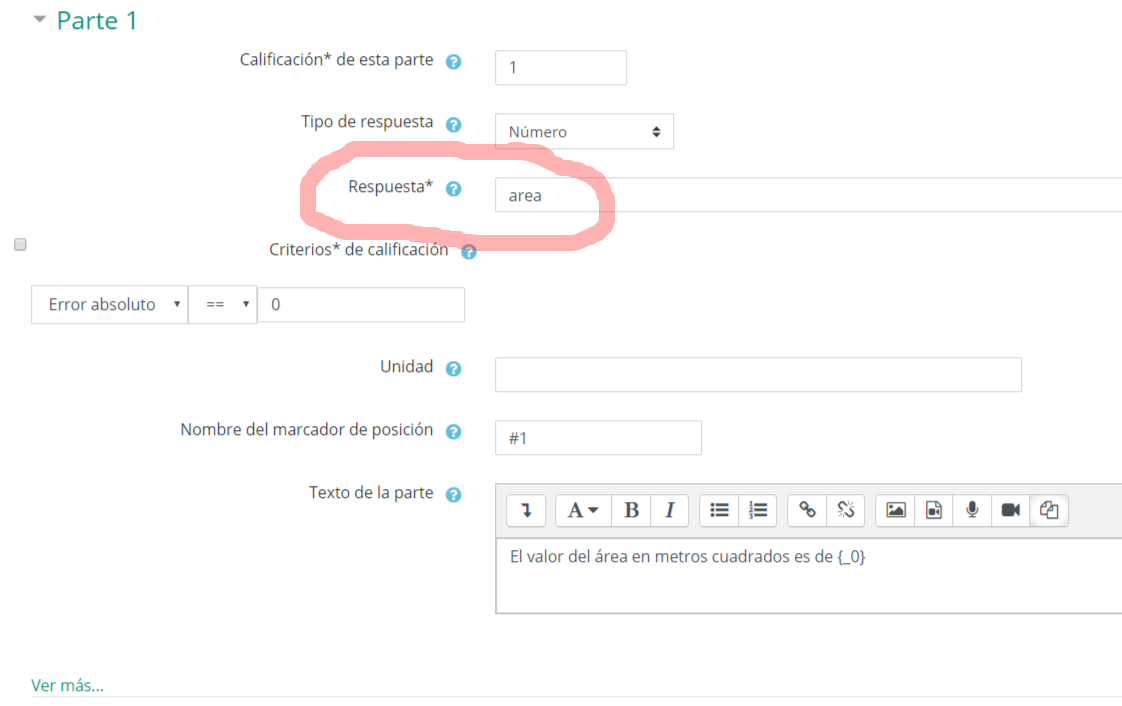 Parte 1
Calificación* de esta parte ? 1
Tipo de respuesta ? Número
Respuesta* ? area
Criterios* de calificación ?
Error absoluto == 0
Unidad ?
Nombre del marcador de posición ? #1
Texto de la parte ?
A B I
El valor del área en metros cuadrados es de {_0}
Ver más...